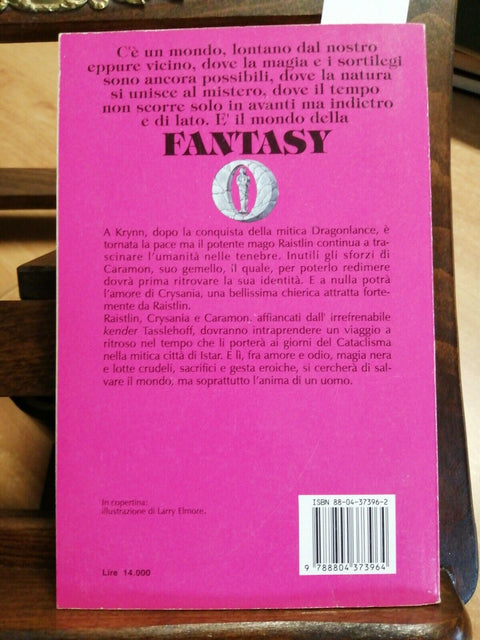 C'è un mondo, lontano dal nostro
eppure vicino, dove la magia e i sortilegi
sono ancora possibili, dove la natura
si unisce al mistero, dove il tempo
non scorre solo in avanti ma indietro
e di lato. E' il mondo della
FANTASY
A Krynn, dopo la conquista della mitica Dragonlance, è
tornata la pace ma il potente mago Raistlin continua a tra-
scinare l'umanità nelle tenebre. Inutili gli sforzi di
Caramon, suo gemello, il quale, per poterlo redimere
dovrà prima ritrovare la sua identità. E a nulla potrà
l'amore di Crysania, una bellissima chierica attratta forte-
mente da Raistlin.
Raistlin, Crysania e Caramon. affiancati dall' irrefrenabile
kender Tasslehoff, dovranno intraprendere un viaggio a
ritroso nel tempo che li porterà ai giorni del Cataclisma
nella mitica città di Istar. E lì, fra amore e odio, magia nera
e lotte crudeli, sacrifici e gesta eroiche, si cercherà di sal-
vare il mondo, ma soprattutto l'anima di un uomo.
In copertina:
illustrazione di Larry Elmore.
Lire 14.000
ISBN 88-04-37396-2
9 788804 373964